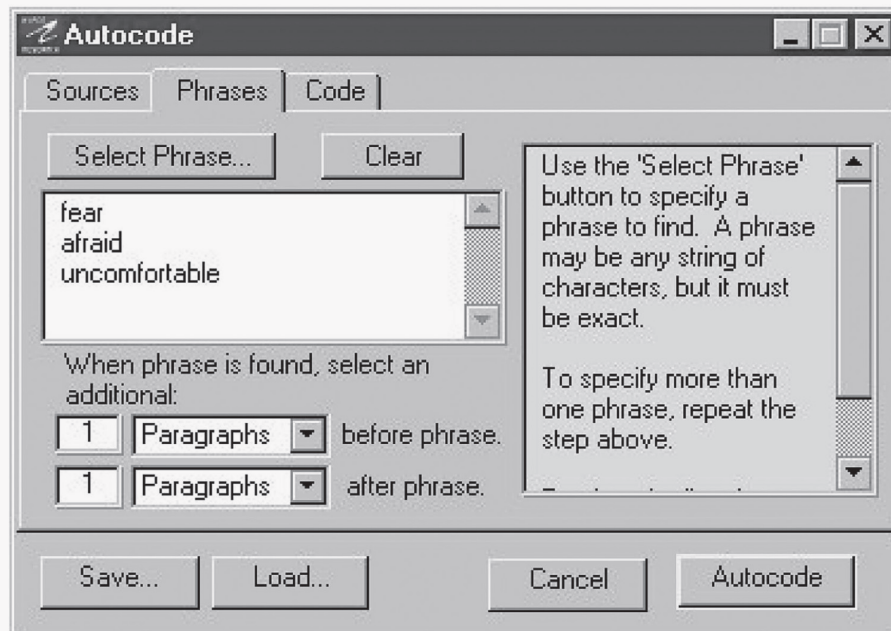 Autocode
Sources Phrases Code
Select Phrase... Clear
fear
afraid
uncomfortable
When phrase is found, select an
additional:
1 Paragraphs before phrase.
1 Paragraphs after phrase.
Use the 'Select Phrase'
button to specify a
phrase to find. A phrase
may be any string of
characters, but it must
be exact.
To specify more than
one phrase, repeat the
step above.
Save... Load... Cancel Autocode